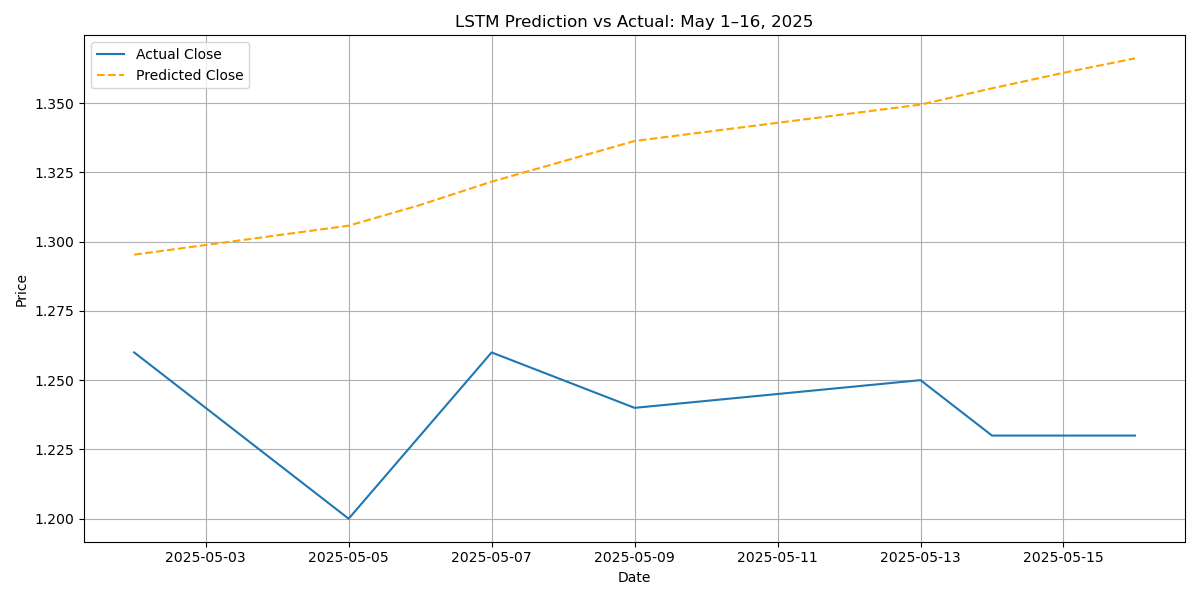 LSTM Prediction vs Actual: May 1–16, 2025
Actual Close
Predicted Close
Price
1.350
1.325
1.300
1.275
1.250
1.225
1.200
2025-05-03 2025-05-05 2025-05-07 2025-05-09 2025-05-11 2025-05-13 2025-05-15
Date